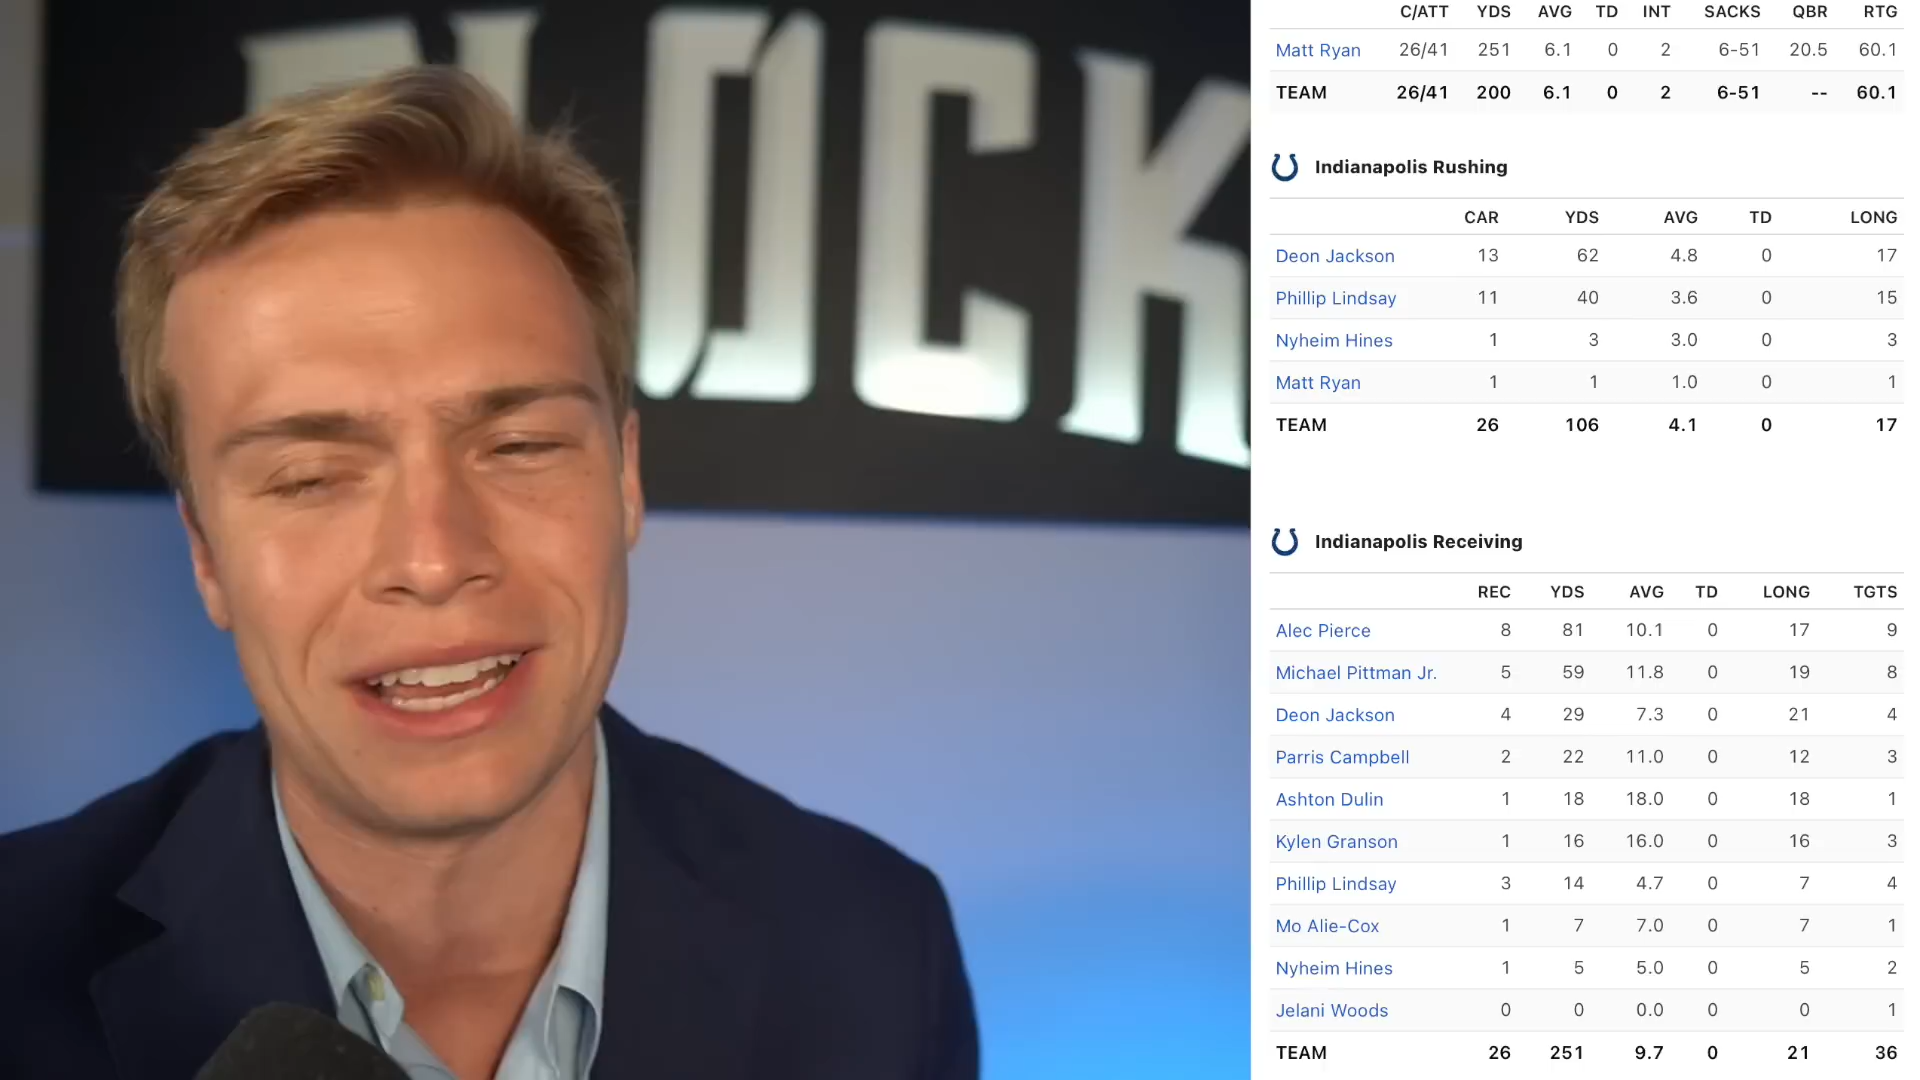 BLOCK
C/ATT YDS AVG TD INT SACKS QBR RTG
Matt Ryan 26/41 251 6.1 0 2 6-51 20.5 60.1
TEAM 26/41 200 6.1 0 2 6-51 -- 60.1
Indianapolis Rushing
CAR YDS AVG TD LONG
Deon Jackson 13 62 4.8 0 17
Phillip Lindsay 11 40 3.6 0 15
Nyheim Hines 1 3 3.0 0 3
Matt Ryan 1 1 1.0 0 1
TEAM 26 106 4.1 0 17
Indianapolis Receiving
REC YDS AVG TD LONG TGTS
Alec Pierce 8 81 10.1 0 17 9
Michael Pittman Jr. 5 59 11.8 0 19 8
Deon Jackson 4 29 7.3 0 21 4
Parris Campbell 2 22 11.0 0 12 3
Ashton Dulin 1 18 18.0 0 18 1
Kylen Granson 1 16 16.0 0 16 3
Phillip Lindsay 3 14 4.7 0 7 4
Mo Alie-Cox 1 7 7.0 0 7 1
Nyheim Hines 1 5 5.0 0 5 2
Jelani Woods 0 0 0.0 0 0 1
TEAM 26 251 9.7 0 21 36